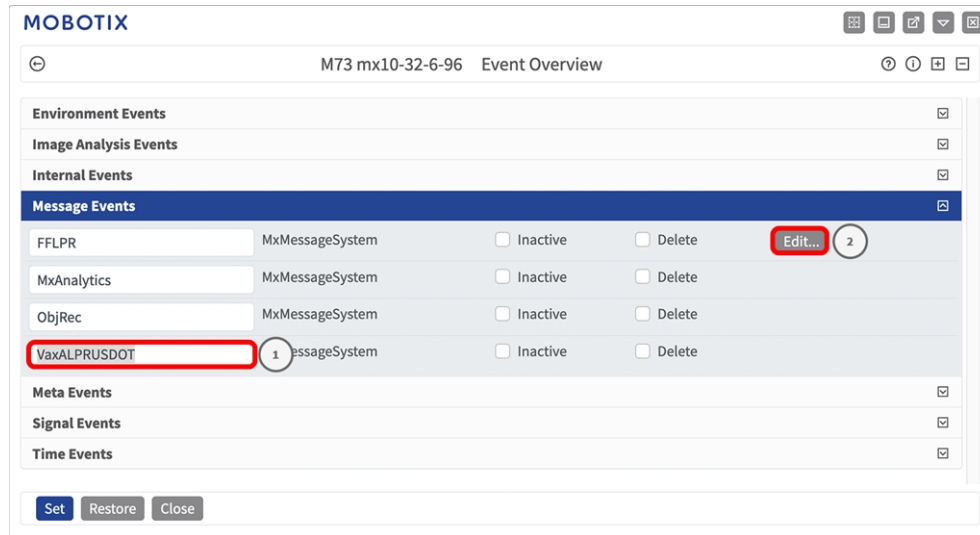 MOBOTIX
M73 mx10-32-6-96 Event Overview
Environment Events
Image Analysis Events
Internal Events
Message Events
FFLPR MxMessageSystem Inactive Delete Edit... 2
MxAnalytics MxMessageSystem Inactive Delete
ObjRec MxMessageSystem Inactive Delete
VaxALPRUSDOT 1 essageSystem Inactive Delete
Meta Events
Signal Events
Time Events
Set Restore Close